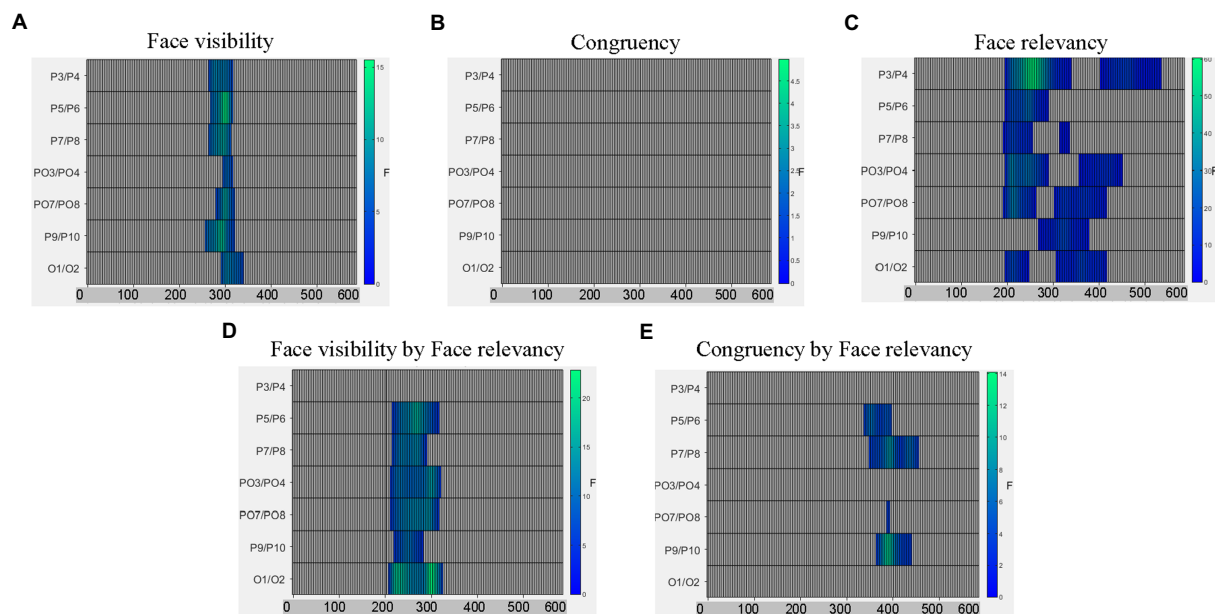 A
Face visibility
P3/P4
P5/P6
P7/P8
PO3/PO4
PO7/PO8
P9/P10
O1/O2
0 100 200 300 400 500 600
15
10
5
0
F
B
Congruency
P3/P4
P5/P6
P7/P8
PO3/PO4
PO7/PO8
P9/P10
O1/O2
0 100 200 300 400 500 600
4.5
4
3.5
3
2.5
2
1.5
1
0.5
0
F
C
Face relevancy
P3/P4
P5/P6
P7/P8
PO3/PO4
PO7/PO8
P9/P10
O1/O2
0 100 200 300 400 500 600
60
50
40
30
20
10
0
F
D
Face visibility by Face relevancy
P3/P4
P5/P6
P7/P8
PO3/PO4
PO7/PO8
P9/P10
O1/O2
0 100 200 300 400 500 600
20
15
10
5
0
F
E
Congruency by Face relevancy
P3/P4
P5/P6
P7/P8
PO3/PO4
PO7/PO8
P9/P10
O1/O2
0 100 200 300 400 500 600
14
12
10
8
6
4
2
0
F